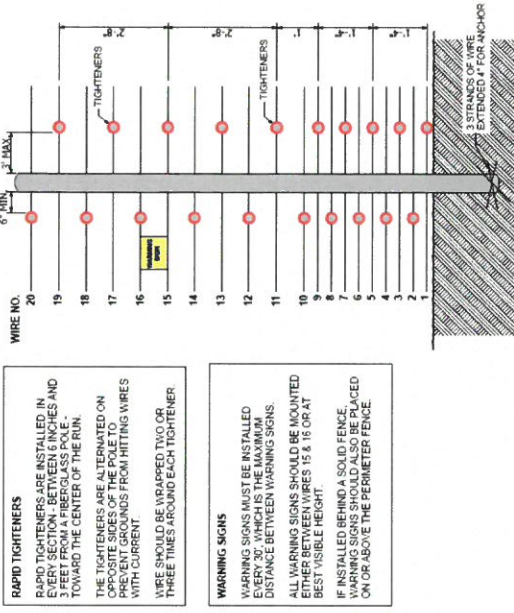 RAPID TIGHTENERS
RAPID TIGHTENERS ARE INSTALLED IN
EVERY SECTION - BETWEEN 6 INCHES AND
3 FEET FROM A FIBERGLASS POLE -
TOWARD THE CENTER OF THE RUN.
THE TIGHTENERS ARE ALTERNATED ON
OPPOSITE SIDES OF THE POLE TO
PREVENT GROUNDS FROM HITTING WIRES
WITH CURRENT.
WIRE SHOULD BE WRAPPED TWO OR
THREE TIMES AROUND EACH TIGHTENER.
WARNING SIGNS
WARNING SIGNS MUST BE INSTALLED
EVERY 30', WHICH IS THE MAXIMUM
DISTANCE BETWEEN WARNING SIGNS.
ALL WARNING SIGNS SHOULD BE MOUNTED
EITHER BETWEEN WIRES 15 & 16 OR AT
BEST VISIBLE HEIGHT.
IF INSTALLED BEHIND A SOLID FENCE,
WARNING SIGNS SHOULD ALSO BE PLACED
ON OR ABOVE THE PERIMETER FENCE.
WIRE NO.
6" MIN.
3' MAX.
20
19
18
17
16
15
14
13
12
11
10
9
8
7
6
5
4
3
2
1
WARNING
SIGN
TIGHTENERS
TIGHTENERS
2'-8"
2'-8"
1'
1'-4"
1'-4"
3 STRANDS OF WIRE
EXTENDED 4" FOR ANCHOR